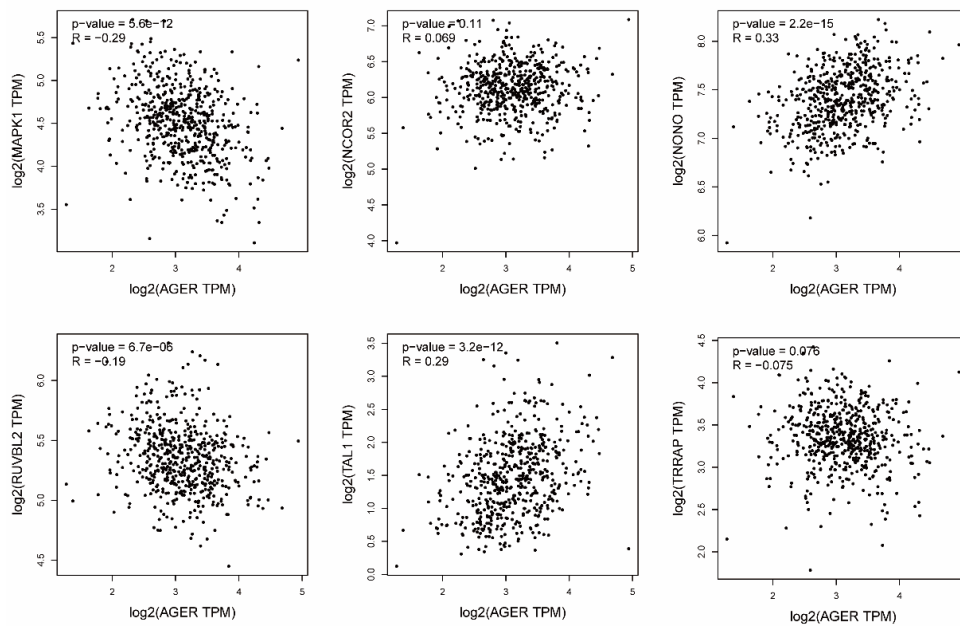 p-value = 5.6e−12
R = −0.29
log2(MAPK1 TPM)
3.5 4.0 4.5 5.0 5.5
2 3 4
log2(AGER TPM)
p-value = 0.11
R = 0.069
log2(NCOR2 TPM)
4.0 4.5 5.0 5.5 6.0 6.5 7.0
2 3 4 5
log2(AGER TPM)
p-value = 2.2e−15
R = 0.33
log2(NONO TPM)
6.0 6.5 7.0 7.5 8.0
2 3 4
log2(AGER TPM)
p-value = 6.7e−06
R = −0.19
log2(RUVBL2 TPM)
4.5 5.0 5.5 6.0
2 3 4 5
log2(AGER TPM)
p-value = 3.2e−12
R = 0.29
log2(TAL1 TPM)
0.0 0.5 1.0 1.5 2.0 2.5 3.0 3.5
2 3 4 5
log2(AGER TPM)
p-value = 0.076
R = −0.075
log2(TRRAP TPM)
2.0 2.5 3.0 3.5 4.0 4.5
2 3 4
log2(AGER TPM)